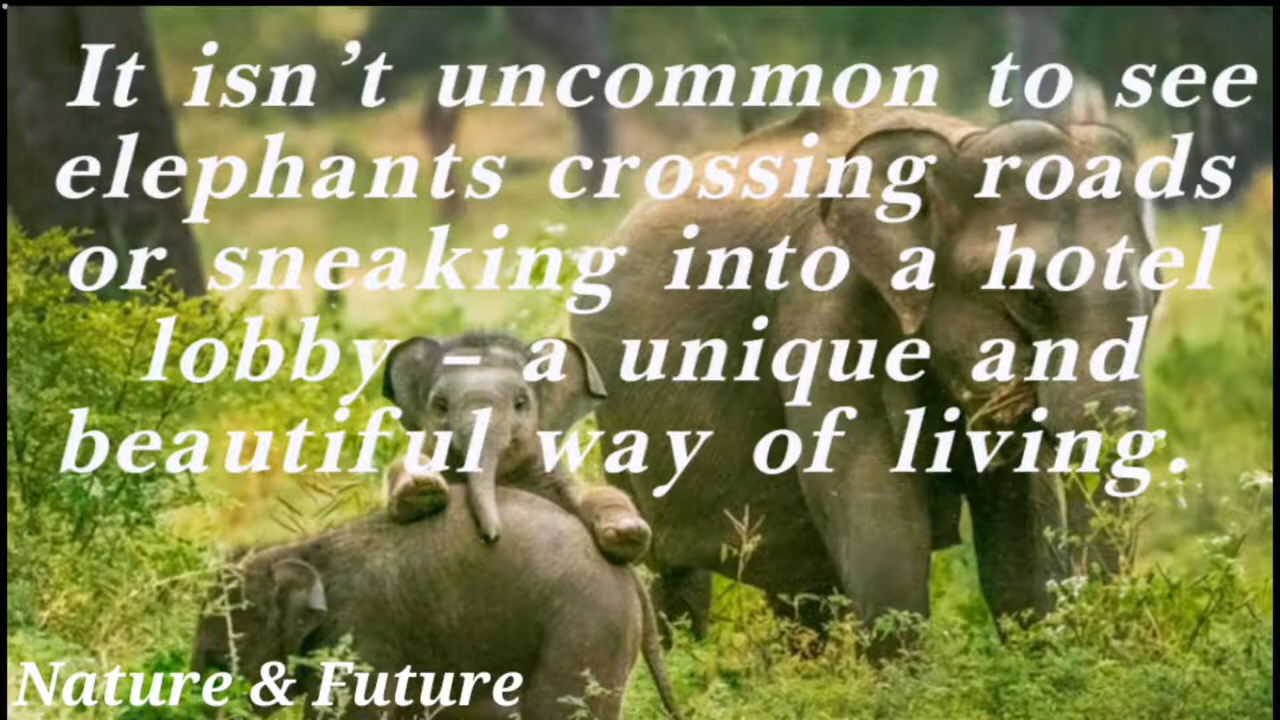 It isn’t uncommon to see
elephants crossing roads
or sneaking into a hotel
lobby – a unique and
beautiful way of living.
Nature & Future